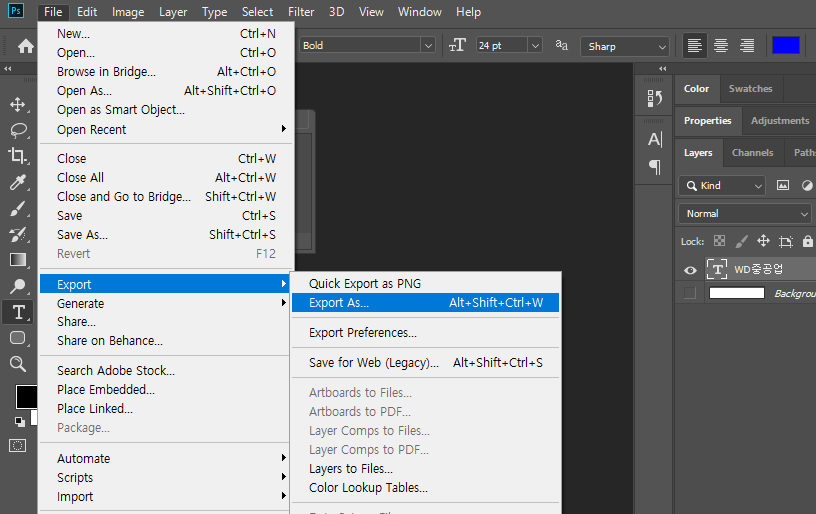 Ps File Edit Image Layer Type Select Filter 3D View Window Help
Bold 24 pt Sharp
New... Ctrl+N
Open... Ctrl+O
Browse in Bridge... Alt+Ctrl+O
Open As... Alt+Shift+Ctrl+O
Open as Smart Object...
Open Recent
Close Ctrl+W
Close All Alt+Ctrl+W
Close and Go to Bridge... Shift+Ctrl+W
Save Ctrl+S
Save As... Shift+Ctrl+S
Revert F12
Export
Generate
Share...
Share on Behance...
Search Adobe Stock...
Place Embedded...
Place Linked...
Package...
Automate
Scripts
Import
Quick Export as PNG
Export As... Alt+Shift+Ctrl+W
Export Preferences...
Save for Web (Legacy)... Alt+Shift+Ctrl+S
Artboards to Files...
Artboards to PDF...
Layer Comps to Files...
Layer Comps to PDF...
Layers to Files...
Color Lookup Tables...
Color Swatches
Properties Adjustments
Layers Channels Paths
Kind
Normal
Lock:
WD중공업
Backgrou